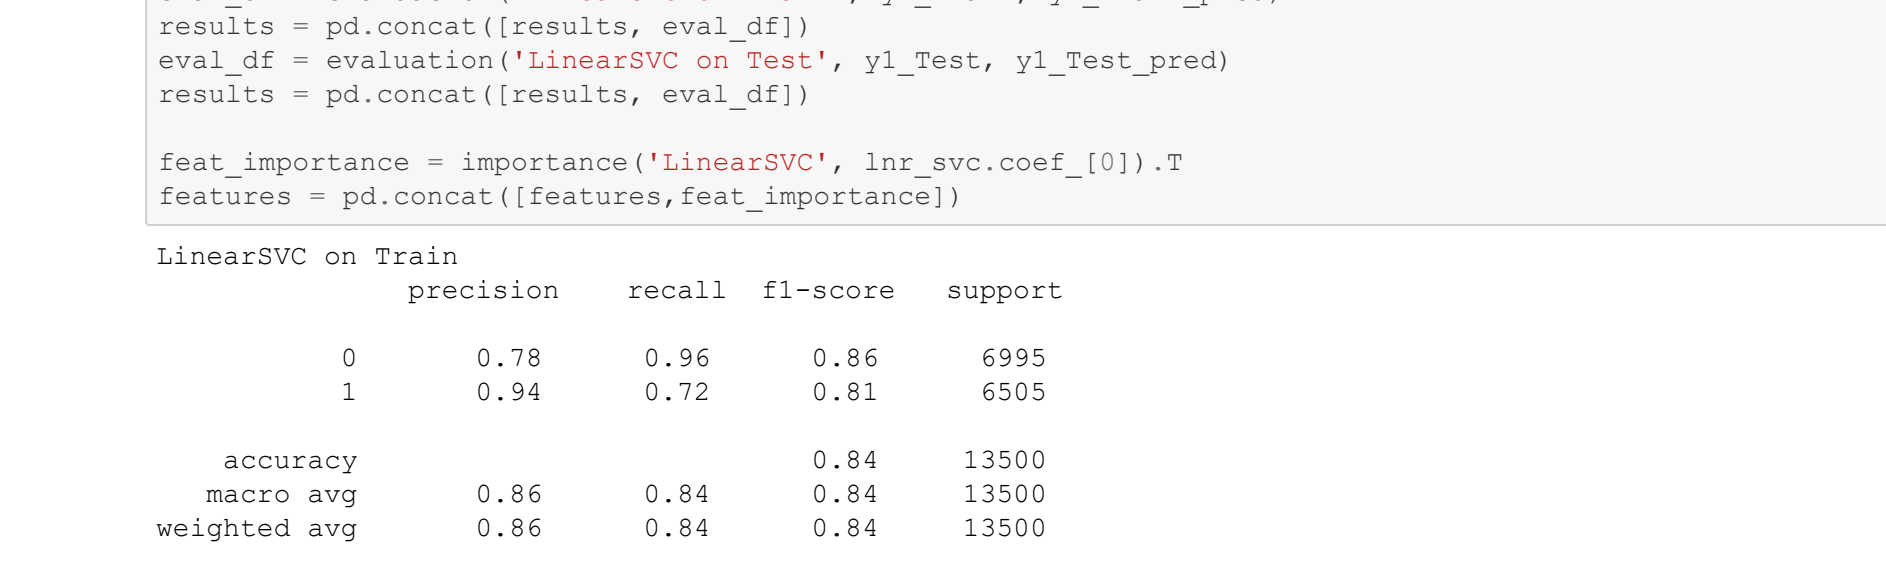 results = pd.concat([results, eval_df])
eval_df = evaluation('LinearSVC on Test', y1_Test, y1_Test_pred)
results = pd.concat([results, eval_df])
feat_importance = importance('LinearSVC', lnr_svc.coef_[0]).T
features = pd.concat([features,feat_importance])
LinearSVC on Train
precision recall f1-score support
0 0.78 0.96 0.86 6995
1 0.94 0.72 0.81 6505
accuracy 0.84 13500
macro avg 0.86 0.84 0.84 13500
weighted avg 0.86 0.84 0.84 13500